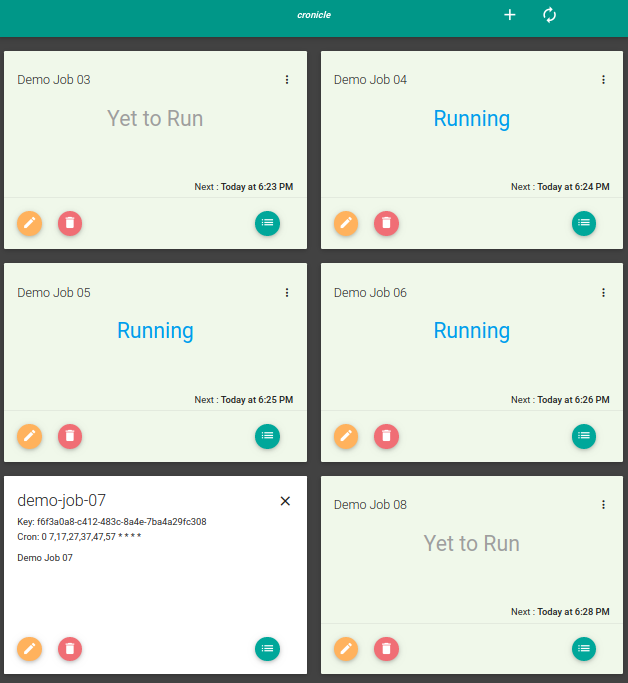 cronicle
Demo Job 03
Yet to Run
Next : Today at 6:23 PM
Demo Job 04
Running
Next : Today at 6:24 PM
Demo Job 05
Running
Next : Today at 6:25 PM
Demo Job 06
Running
Next : Today at 6:26 PM
demo-job-07
Key: f6f3a0a8-c412-483c-8a4e-7ba4a29fc308
Cron: 0 7,17,27,37,47,57 * * * *
Demo Job 07
Demo Job 08
Yet to Run
Next : Today at 6:28 PM